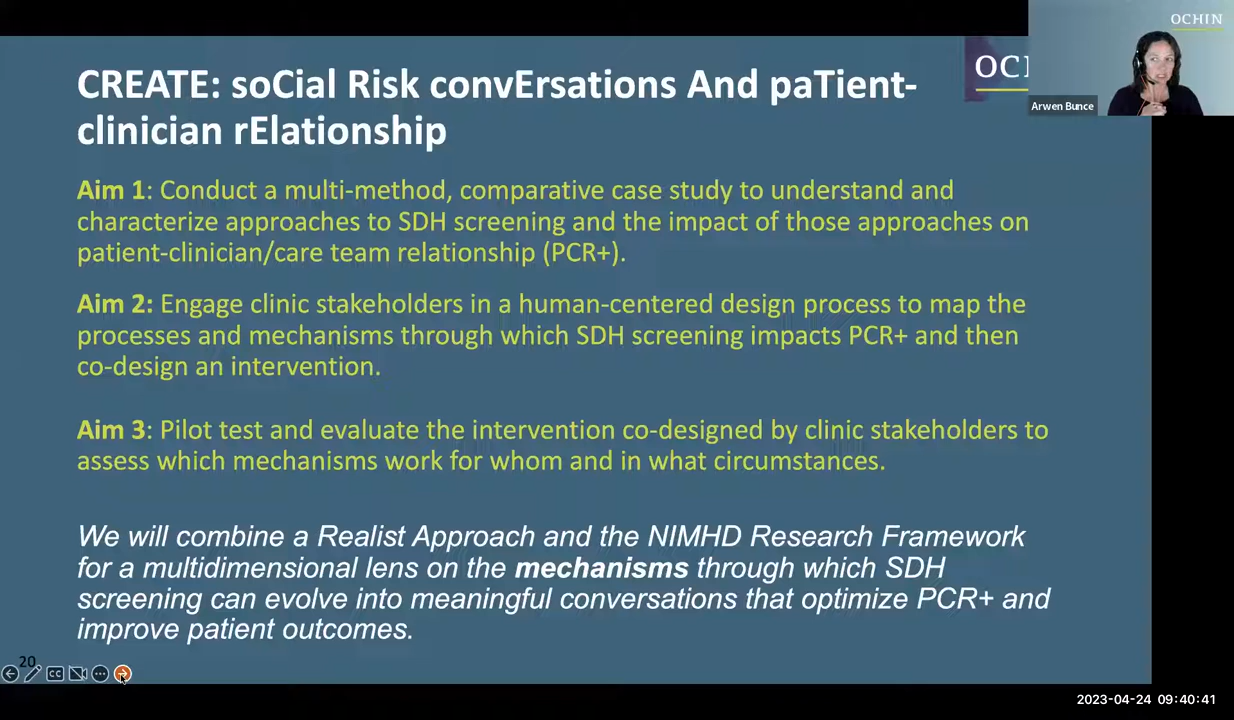 OCHIN
OCI
Arwen Bunce
CREATE: soCial Risk convErsations And paTient-
clinician rElationship
Aim 1: Conduct a multi-method, comparative case study to understand and
characterize approaches to SDH screening and the impact of those approaches on
patient-clinician/care team relationship (PCR+).
Aim 2: Engage clinic stakeholders in a human-centered design process to map the
processes and mechanisms through which SDH screening impacts PCR+ and then
co-design an intervention.
Aim 3: Pilot test and evaluate the intervention co-designed by clinic stakeholders to
assess which mechanisms work for whom and in what circumstances.
We will combine a Realist Approach and the NIMHD Research Framework
for a multidimensional lens on the mechanisms through which SDH
screening can evolve into meaningful conversations that optimize PCR+ and
improve patient outcomes.
20
CC
2023-04-24 09:40:41